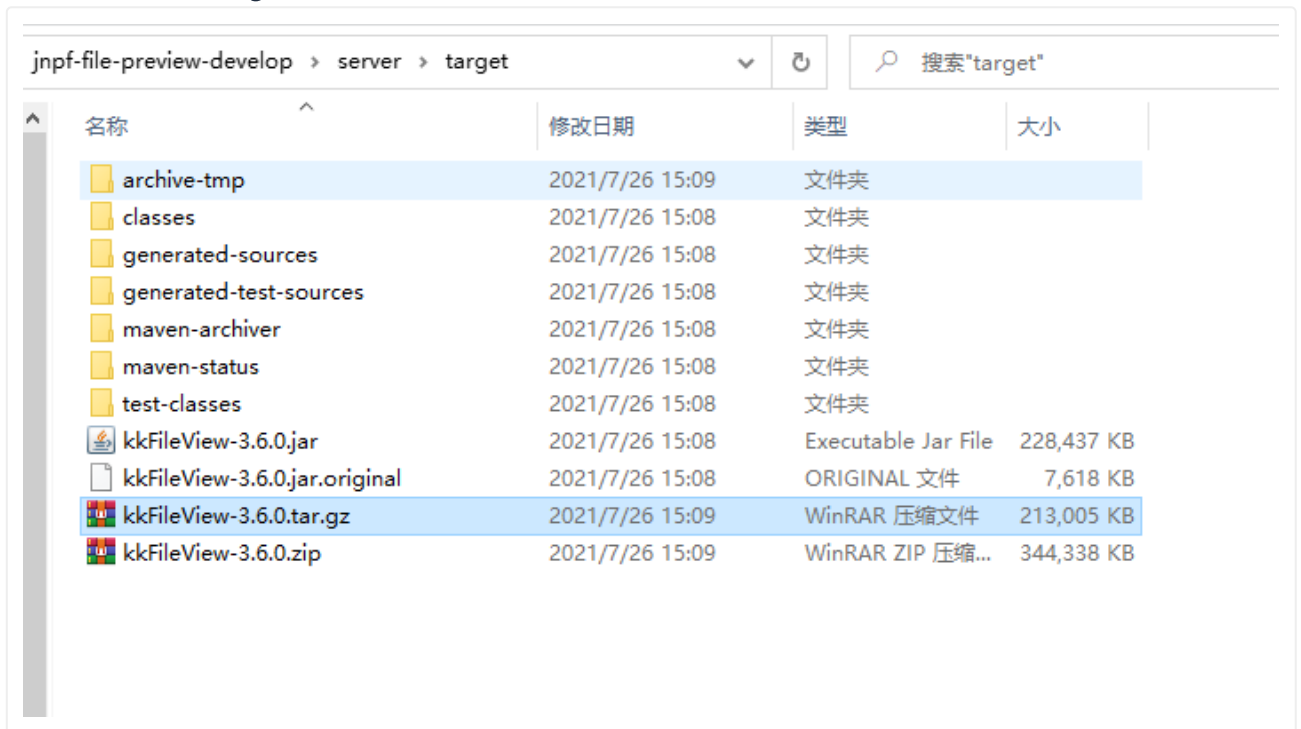 jnpf-file-preview-develop › server › target
搜索"target"
名称 修改日期 类型 大小
archive-tmp 2021/7/26 15:09 文件夹
classes 2021/7/26 15:08 文件夹
generated-sources 2021/7/26 15:08 文件夹
generated-test-sources 2021/7/26 15:08 文件夹
maven-archiver 2021/7/26 15:08 文件夹
maven-status 2021/7/26 15:08 文件夹
test-classes 2021/7/26 15:08 文件夹
kkFileView-3.6.0.jar 2021/7/26 15:08 Executable Jar File 228,437 KB
kkFileView-3.6.0.jar.original 2021/7/26 15:08 ORIGINAL 文件 7,618 KB
kkFileView-3.6.0.tar.gz 2021/7/26 15:09 WinRAR 压缩文件 213,005 KB
kkFileView-3.6.0.zip 2021/7/26 15:09 WinRAR ZIP 压缩... 344,338 KB